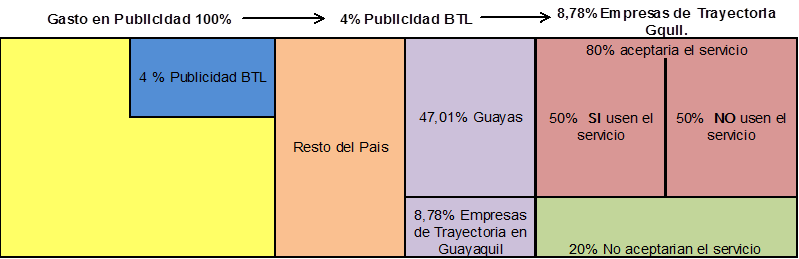 Gasto en Publicidad 100%
4% Publicidad BTL
8,78% Empresas de Trayectoria
Gquil.
80% aceptaria el servicio
4 % Publicidad BTL
Resto del Pais
47,01% Guayas
50% SI usen el
servicio
50% NO usen el
servicio
8,78% Empresas
de Trayectoria en
Guayaquil
20% No aceptarian el servicio